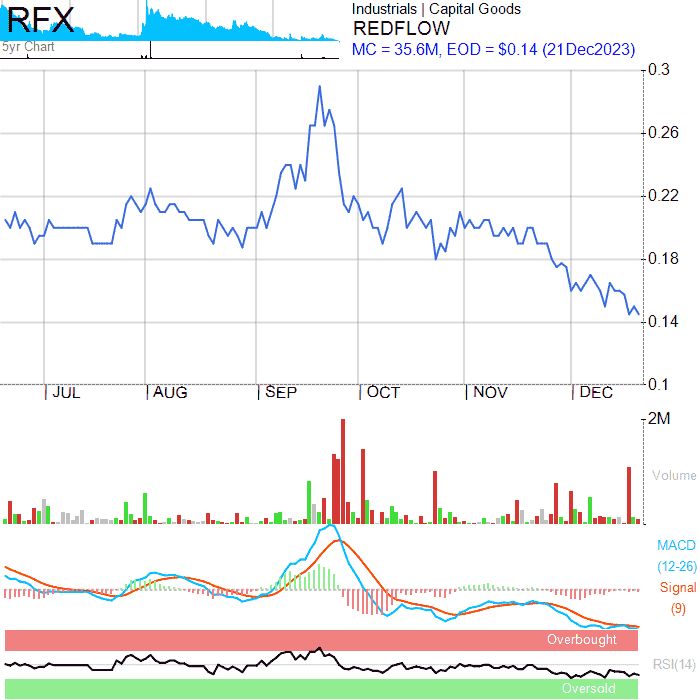 RFX
5yr Chart
Industrials | Capital Goods
REDFLOW
MC = 35.6M, EOD = $0.14 (21Dec2023)
0.3
0.26
0.22
0.18
0.14
0.1
JUL AUG SEP OCT NOV DEC
2M
Volume
MACD
(12-26)
Signal
(9)
Overbought
RSI(14)
Oversold